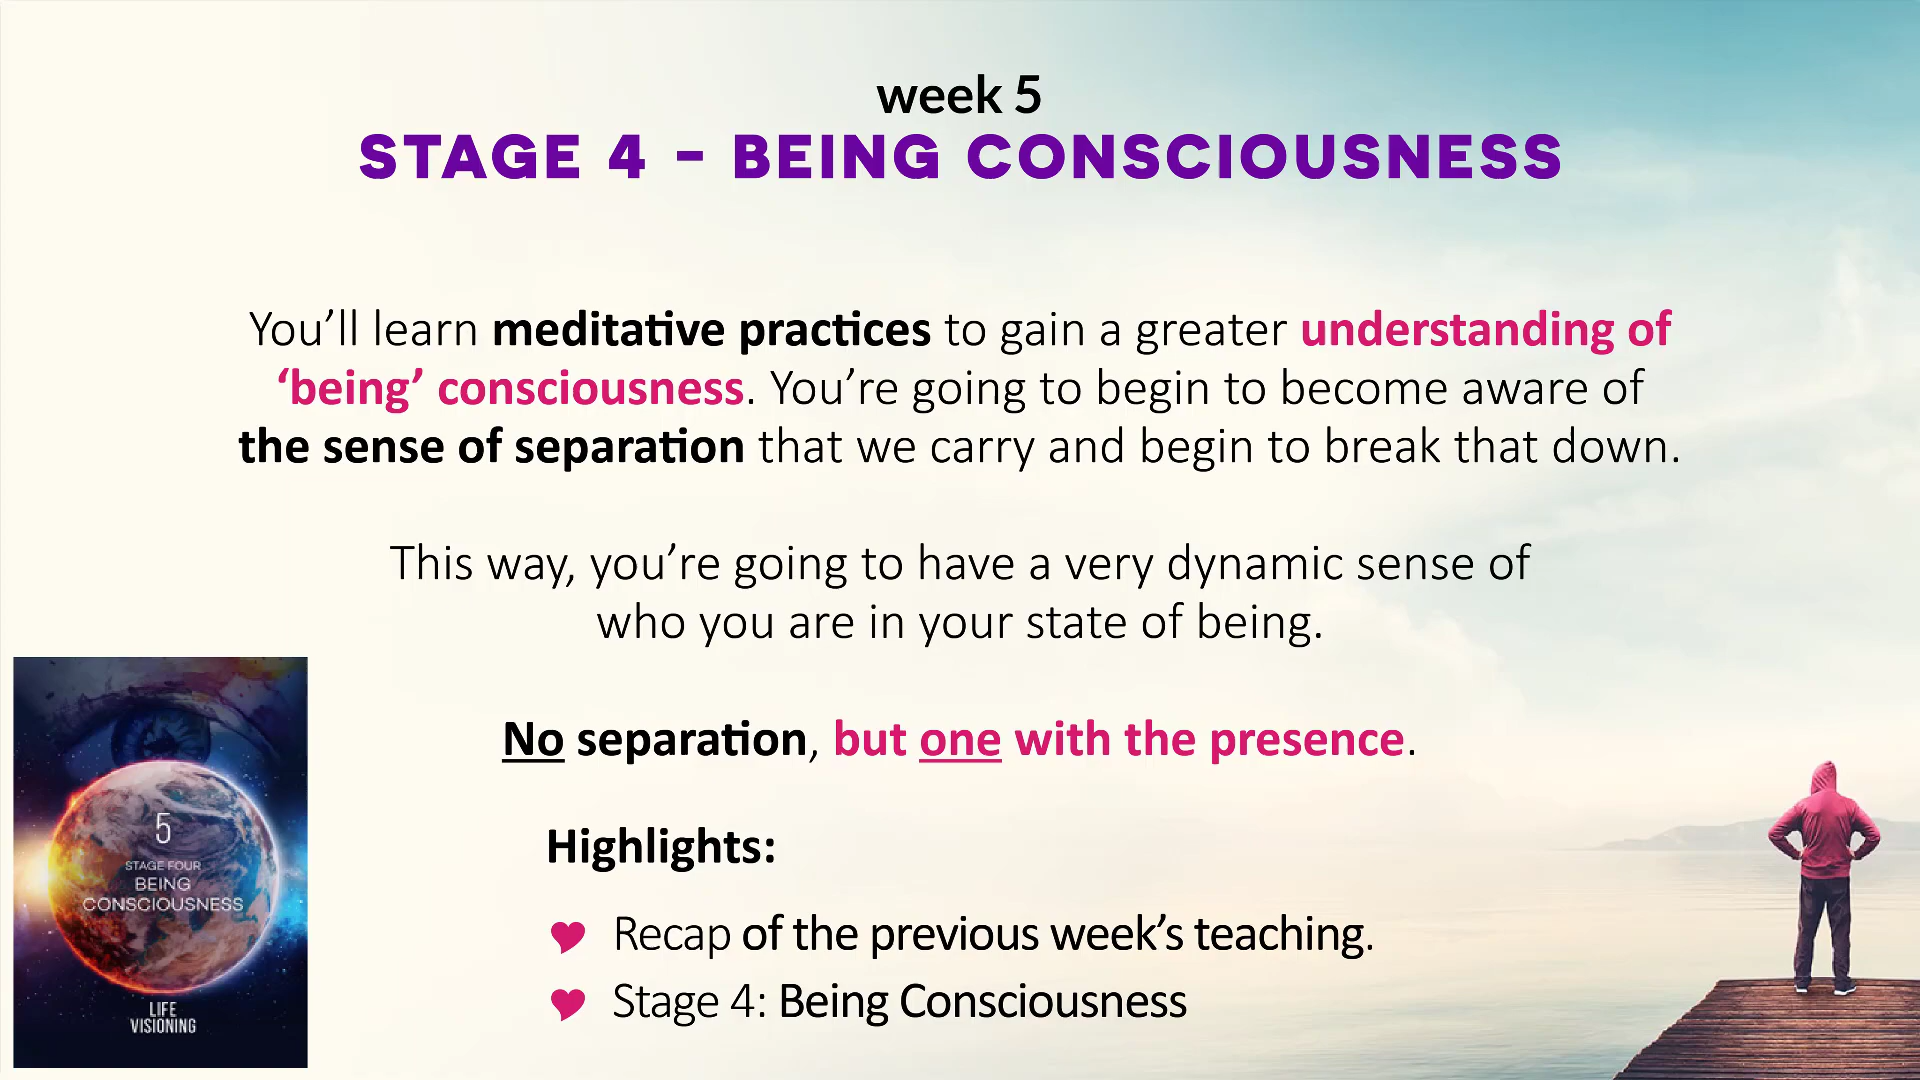 week 5
STAGE 4 - BEING CONSCIOUSNESS
You’ll learn meditative practices to gain a greater understanding of
‘being’ consciousness. You’re going to begin to become aware of
the sense of separation that we carry and begin to break that down.
This way, you’re going to have a very dynamic sense of
who you are in your state of being.
No separation, but one with the presence.
Highlights:
Recap of the previous week’s teaching.
Stage 4: Being Consciousness
5
STAGE FOUR
BEING
CONSCIOUSNESS
LIFE
VISIONING